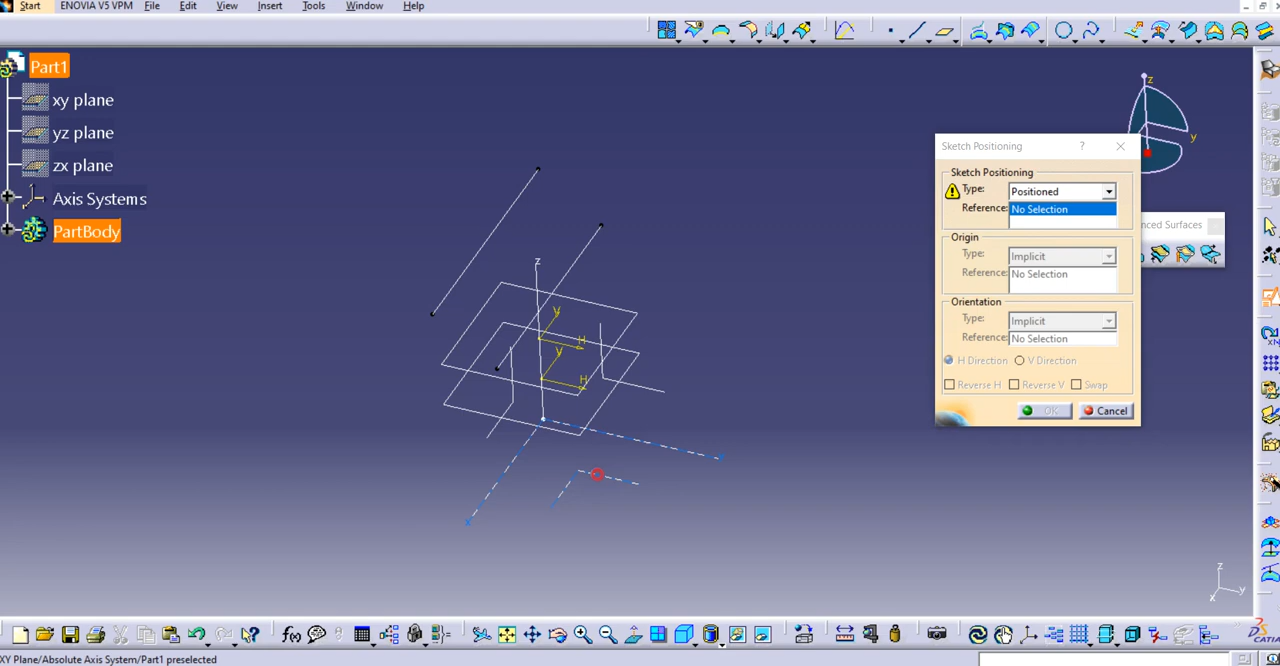 Start ENOVIA V5 VPM File Edit View Insert Tools Window Help
Part1
xy plane
yz plane
zx plane
Axis Systems
PartBody
z
y
H
y
H
x
z
y
Sketch Positioning ?
Sketch Positioning
Type: Positioned
Reference: No Selection
Origin
Type: Implicit
Reference: No Selection
Orientation
Type: Implicit
Reference: No Selection
H Direction V Direction
Reverse H Reverse V Swap
OK Cancel
nced Surfaces
z
x y
f(x)
CATIA
XY Plane/Absolute Axis System/Part1 preselected